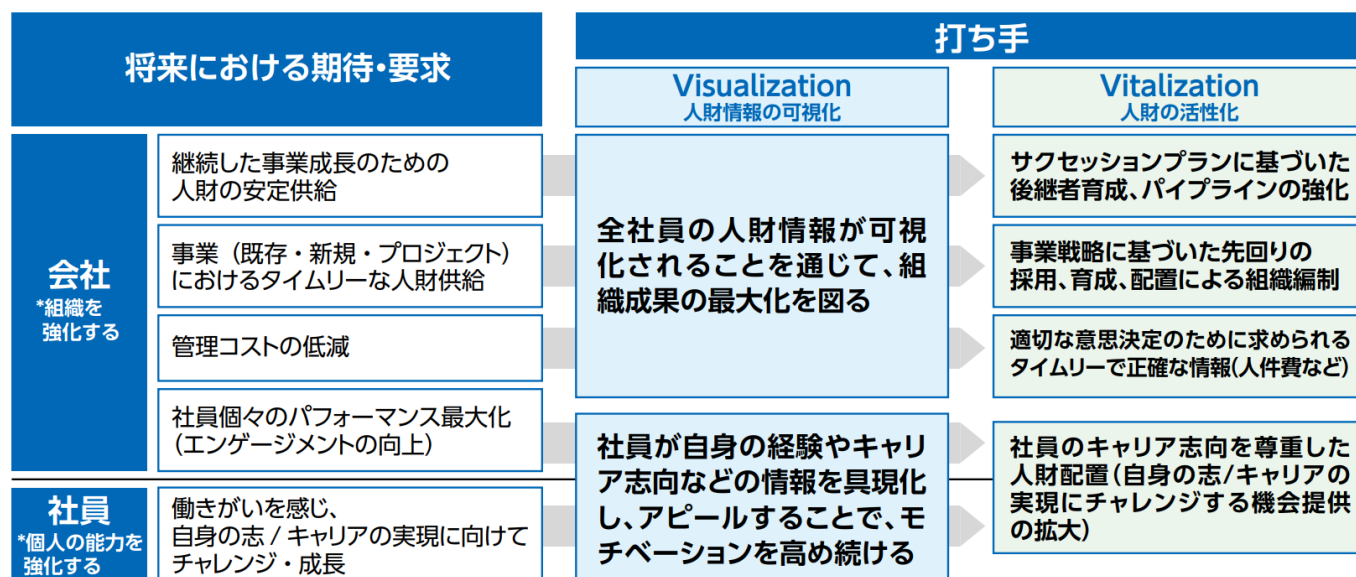 将来における期待・要求
打ち手
Visualization
人財情報の可視化
Vitalization
人財の活性化
会社
*組織を
強化する
継続した事業成長のための
人財の安定供給
事業（既存・新規・プロジェクト）
におけるタイムリーな人財供給
管理コストの低減
社員個々のパフォーマンス最大化
（エンゲージメントの向上）
全社員の人財情報が可視
化されることを通じて、組
織成果の最大化を図る
サクセッションプランに基づいた
後継者育成、パイプラインの強化
事業戦略に基づいた先回りの
採用、育成、配置による組織編制
適切な意思決定のために求められる
タイムリーで正確な情報(人件費など)
社員
*個人の能力を
強化する
働きがいを感じ、
自身の志 / キャリアの実現に向けて
チャレンジ・成長
社員が自身の経験やキャリ
ア志向などの情報を具現化
し、アピールすることで、モ
チベーションを高め続ける
社員のキャリア志向を尊重した
人財配置（自身の志/キャリアの
実現にチャレンジする機会提供
の拡大）